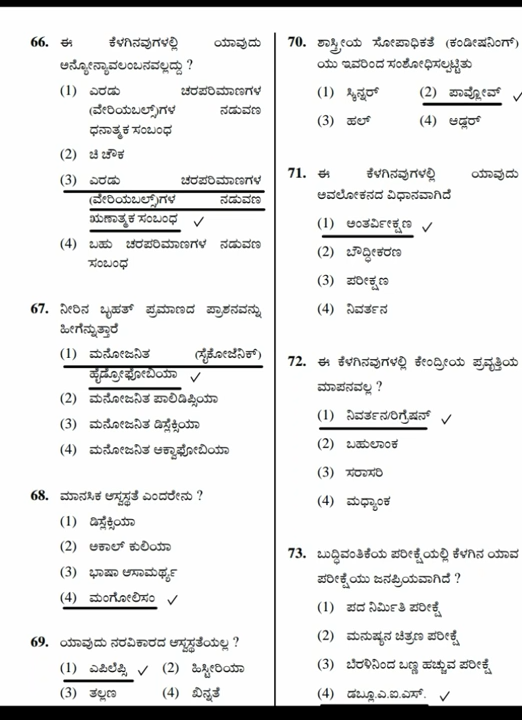 66. ಈ ಕೆಳಗಿನವುಗಳಲ್ಲಿ ಯಾವುದು
ಅನ್ಯೋನ್ಯಾವಲಂಬನವಲ್ಲದ್ದು ?
(1) ಎರಡು ಚರಪರಿಮಾಣಗಳ
(ವೇರಿಯಬಲ್ಸ್)ಗಳ ನಡುವಣ
ಧನಾತ್ಮಕ ಸಂಬಂಧ
(2) ಚಿ ಚೌಕ
(3) ಎರಡು ಚರಪರಿಮಾಣಗಳ
(ವೇರಿಯಬಲ್ಸ್)ಗಳ ನಡುವಣ
ಋಣಾತ್ಮಕ ಸಂಬಂಧ ✓
(4) ಬಹು ಚರಪರಿಮಾಣಗಳ ನಡುವಣ
ಸಂಬಂಧ
67. ನೀರಿನ ಬೃಹತ್ ಪ್ರಮಾಣದ ಪ್ರಾಶನವನ್ನು
ಹೀಗೆನ್ನುತ್ತಾರೆ
(1) ಮನೋಜನಿತ (ಸೈಕೋಜೆನಿಕ್)
ಹೈಡ್ರೋಫೋಬಿಯಾ ✓
(2) ಮನೋಜನಿತ ಪಾಲಿಡಿಪ್ಸಿಯಾ
(3) ಮನೋಜನಿತ ಡಿಸ್ಲೆಕ್ಸಿಯಾ
(4) ಮನೋಜನಿತ ಆಕ್ವಾಫೋಬಿಯಾ
68. ಮಾನಸಿಕ ಅಸ್ವಸ್ಥತೆ ಎಂದರೇನು ?
(1) ಡಿಸ್ಲೆಕ್ಸಿಯಾ
(2) ಅಕಾಲ್ ಕುಲಿಯಾ
(3) ಭಾಷಾ ಅಸಾಮರ್ಥ್ಯ
(4) ಮಂಗೋಲಿಸಂ ✓
69. ಯಾವುದು ನರವಿಕಾರದ ಅಸ್ವಸ್ಥತೆಯಲ್ಲ ?
(1) ಎಪಿಲೆಪ್ಸಿ ✓ (2) ಹಿಸ್ಟೀರಿಯಾ
(3) ತಲ್ಲಣ (4) ಖಿನ್ನತೆ
70. ಶಾಸ್ತ್ರೀಯ ಸೋಪಾಧಿಕತೆ (ಕಂಡೀಷನಿಂಗ್)
ಯು ಇವರಿಂದ ಸಂಶೋಧಿಸಲ್ಪಟ್ಟಿತು
(1) ಸ್ಕಿನ್ನರ್ (2) ಪಾವ್ಲೋವ್ ✓
(3) ಹಲ್ (4) ಆಡ್ಲರ್
71. ಈ ಕೆಳಗಿನವುಗಳಲ್ಲಿ ಯಾವುದು
ಅವಲೋಕನದ ವಿಧಾನವಾಗಿದೆ
(1) ಅಂತರ್ವೀಕ್ಷಣ ✓
(2) ಬೌದ್ಧೀಕರಣ
(3) ಪರೀಕ್ಷಣ
(4) ನಿವರ್ತನ
72. ಈ ಕೆಳಗಿನವುಗಳಲ್ಲಿ ಕೇಂದ್ರೀಯ ಪ್ರವೃತ್ತಿಯ
ಮಾಪನವಲ್ಲ ?
(1) ನಿವರ್ತನ/ರಿಗ್ರೆಷನ್ ✓
(2) ಬಹುಲಾಂಕ
(3) ಸರಾಸರಿ
(4) ಮಧ್ಯಾಂಕ
73. ಬುದ್ಧಿವಂತಿಕೆಯ ಪರೀಕ್ಷೆಯಲ್ಲಿ ಕೆಳಗಿನ ಯಾವ
ಪರೀಕ್ಷೆಯು ಜನಪ್ರಿಯವಾಗಿದೆ ?
(1) ಪದ ನಿರ್ಮಿತಿ ಪರೀಕ್ಷೆ
(2) ಮನುಷ್ಯನ ಚಿತ್ರಣ ಪರೀಕ್ಷೆ
(3) ಬೆರಳಿನಿಂದ ಬಣ್ಣ ಹಚ್ಚುವ ಪರೀಕ್ಷೆ
(4) ಡಬ್ಲ್ಯೂ.ಎ.ಐ.ಎಸ್. ✓